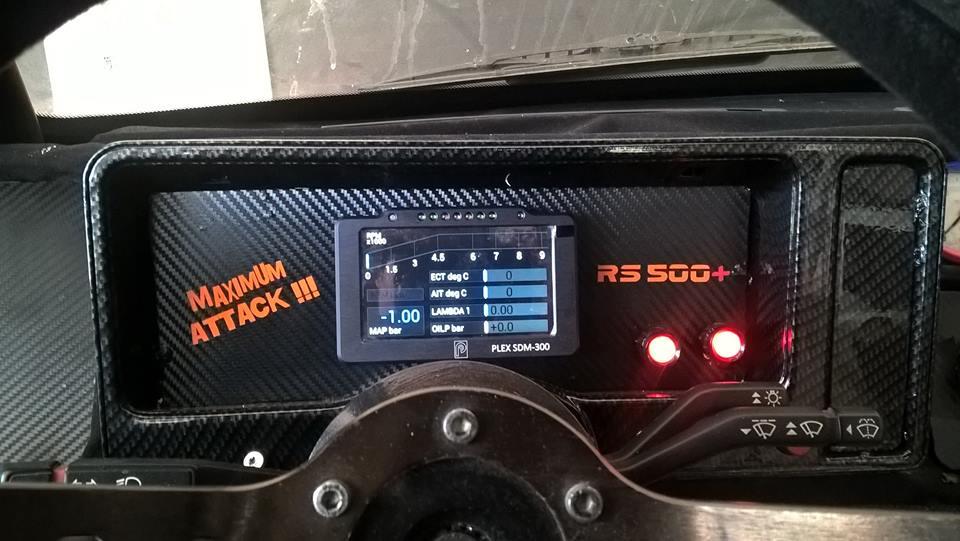 MAXIMUM
ATTACK !!!
RPM
x1000
0 1.5 3 4.5 6 7 8 9
ECT deg C 0
AIT deg C 0
LAMBDA 1 0.00
OILP bar +0.0
-1.00
MAP bar
PLEX SDM-300
RS 500+